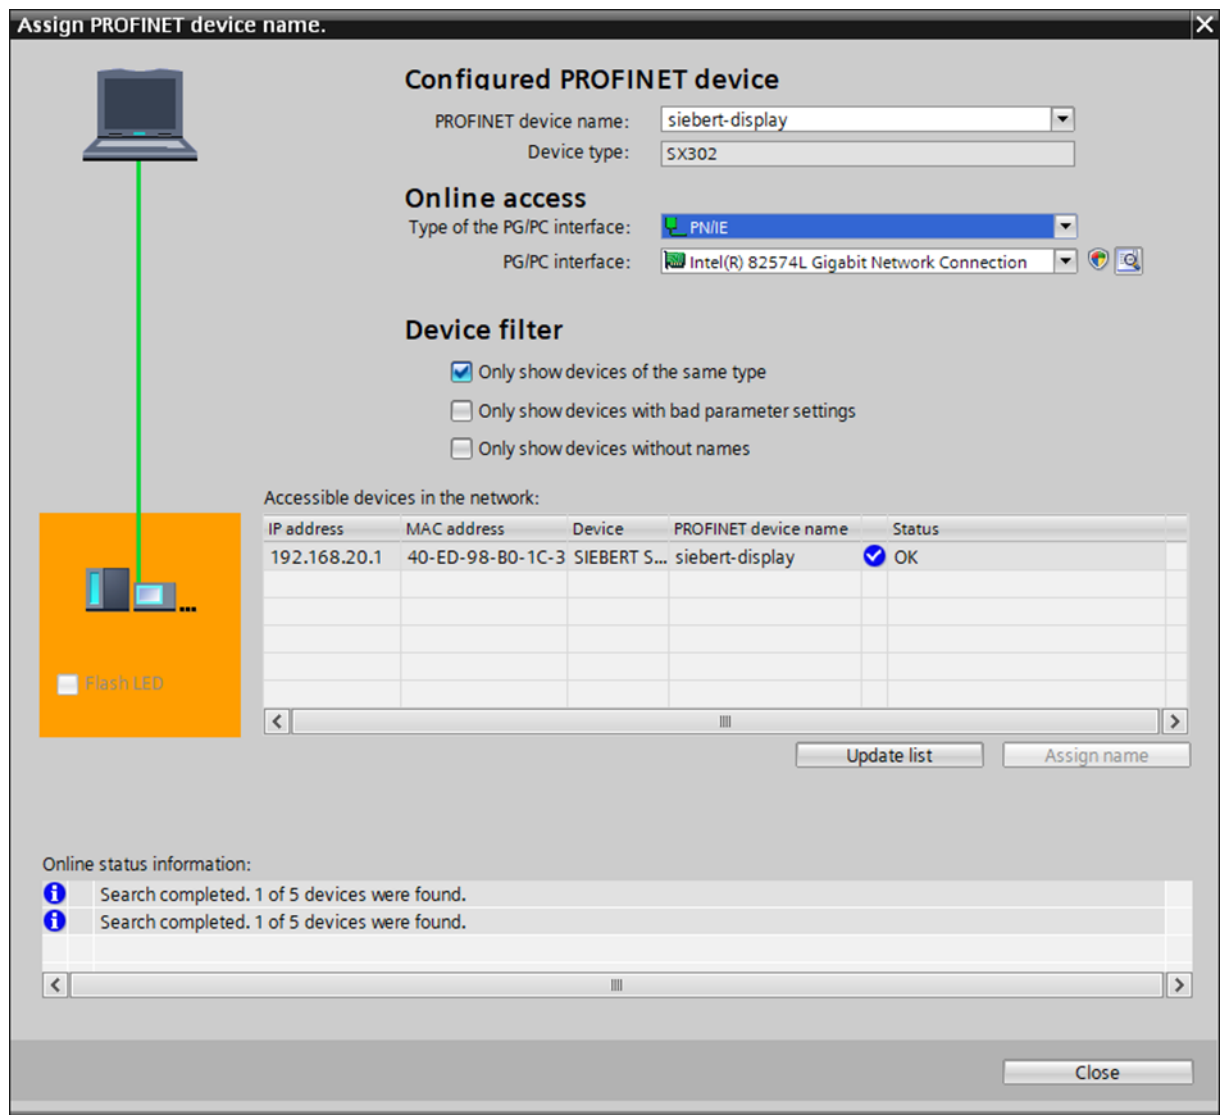 Assign PROFINET device name.
Configured PROFINET device
PROFINET device name: siebert-display
Device type: SX302
Online access
Type of the PG/PC interface: PN/IE
PG/PC interface: Intel(R) 82574L Gigabit Network Connection
Device filter
Only show devices of the same type
Only show devices with bad parameter settings
Only show devices without names
Accessible devices in the network:
IP address MAC address Device PROFINET device name Status
192.168.20.1 40-ED-98-B0-1C-3 SIEBERT S... siebert-display OK
Flash LED
Update list Assign name
Online status information:
Search completed. 1 of 5 devices were found.
Search completed. 1 of 5 devices were found.
Close